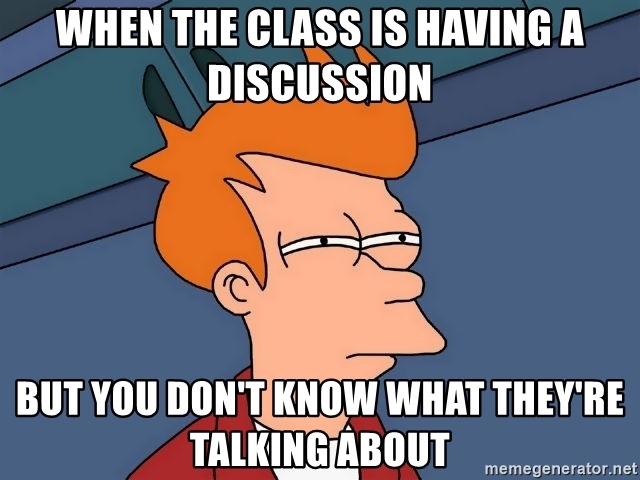 WHEN THE CLASS IS HAVING A
DISCUSSION
BUT YOU DON'T KNOW WHAT THEY'RE
TALKING ABOUT
memegenerator.net